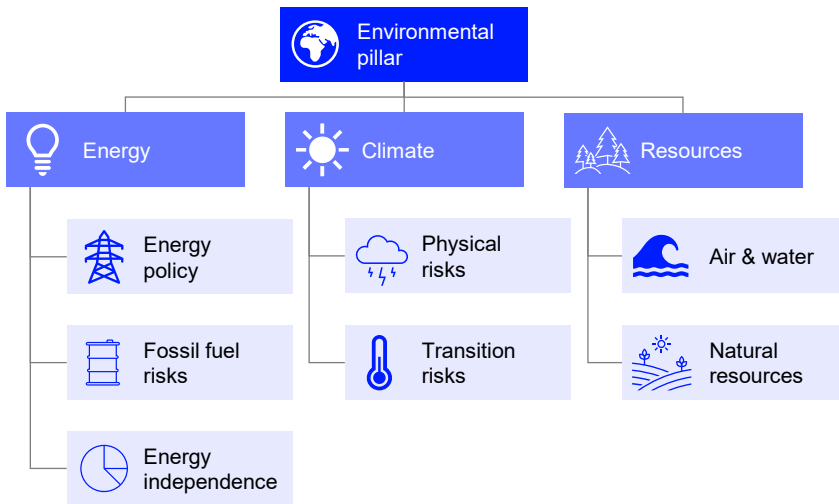 Environmental
pillar
Energy
Climate
Resources
Energy
policy
Physical
risks
Air & water
Fossil fuel
risks
Transition
risks
Natural
resources
Energy
independence